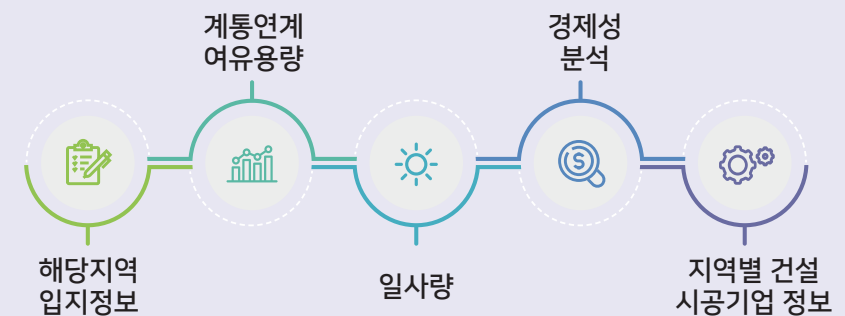 계통연계
여유용량
경제성
분석
해당지역
입지정보
일사량
지역별 건설
시공기업 정보